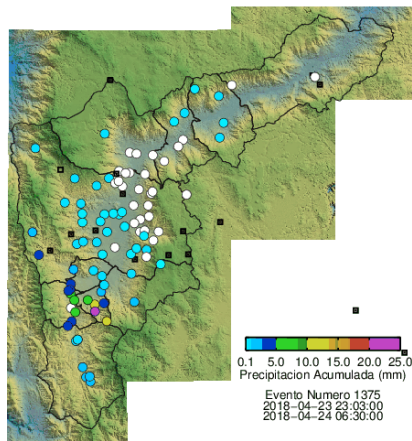 0.1 5.0 10.0 15.0 20.0 25.0
Precipitacion Acumulada (mm)
Evento Numero 1375
2018−04−23 23:03:00
2018−04−24 06:30:00